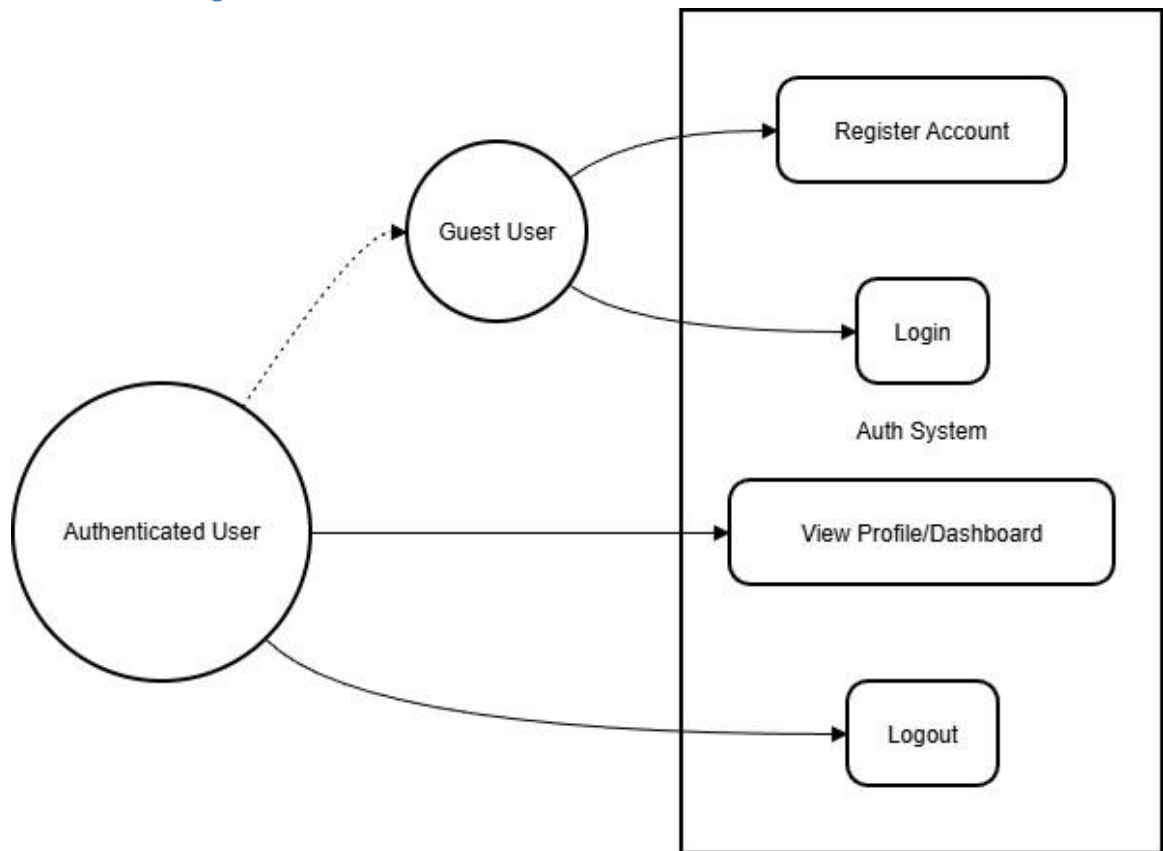 Register Account
Guest User
Login
Auth System
Authenticated User
View Profile/Dashboard
Logout